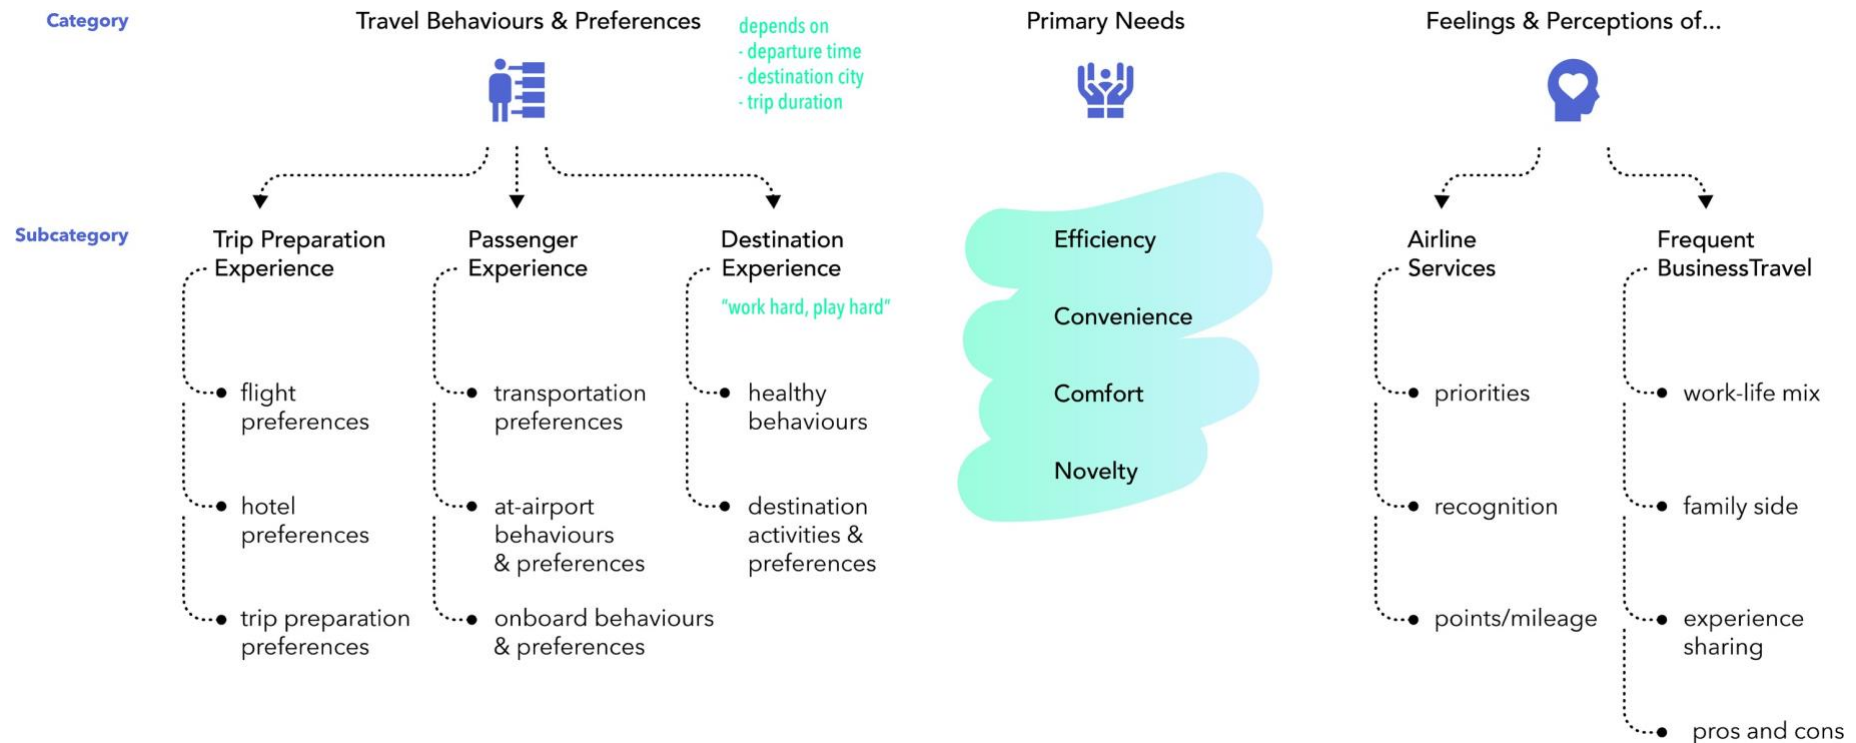 Category
Travel Behaviours & Preferences
depends on
- departure time
- destination city
- trip duration
Primary Needs
Feelings & Perceptions of...
Subcategory
Trip Preparation
Experience
flight
preferences
hotel
preferences
trip preparation
preferences
Passenger
Experience
transportation
preferences
at-airport
behaviours
& preferences
onboard behaviours
& preferences
Destination
Experience
"work hard, play hard"
healthy
behaviours
destination
activities &
preferences
Efficiency
Convenience
Comfort
Novelty
Airline
Services
priorities
recognition
points/mileage
Frequent
BusinessTravel
work-life mix
family side
experience
sharing
pros and cons